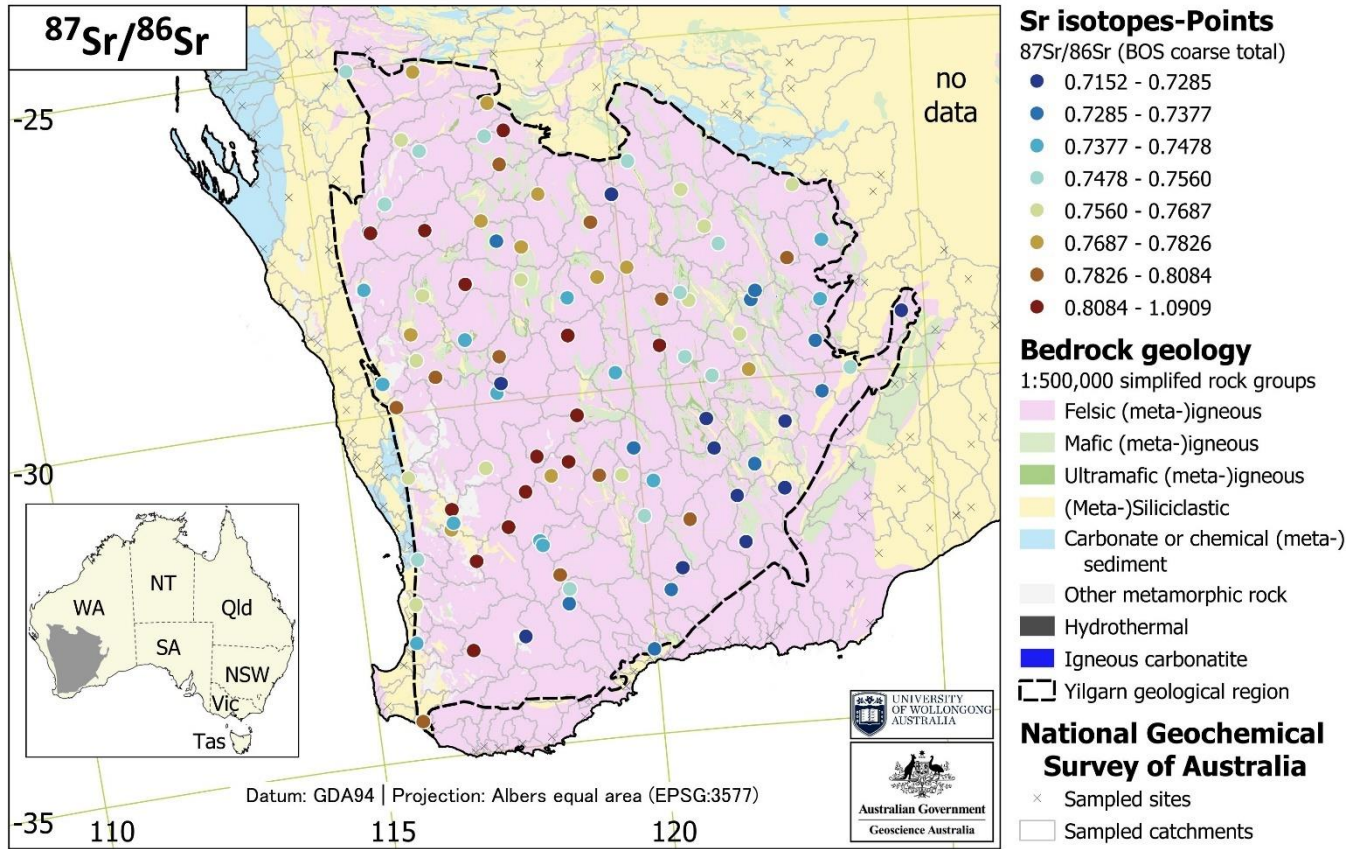 87Sr/86Sr
-25
-30
-35
110
115
120
no
data
WA
NT
Qld
SA
NSW
Vic
Tas
Datum: GDA94 | Projection: Albers equal area (EPSG:3577)
UNIVERSITY
OF WOLLONGONG
AUSTRALIA
Australian Government
Geoscience Australia
Sr isotopes-Points
87Sr/86Sr (BOS coarse total)
0.7152 - 0.7285
0.7285 - 0.7377
0.7377 - 0.7478
0.7478 - 0.7560
0.7560 - 0.7687
0.7687 - 0.7826
0.7826 - 0.8084
0.8084 - 1.0909
Bedrock geology
1:500,000 simplifed rock groups
Felsic (meta-)igneous
Mafic (meta-)igneous
Ultramafic (meta-)igneous
(Meta-)Siliciclastic
Carbonate or chemical (meta-)
sediment
Other metamorphic rock
Hydrothermal
Igneous carbonatite
Yilgarn geological region
National Geochemical
Survey of Australia
Sampled sites
Sampled catchments